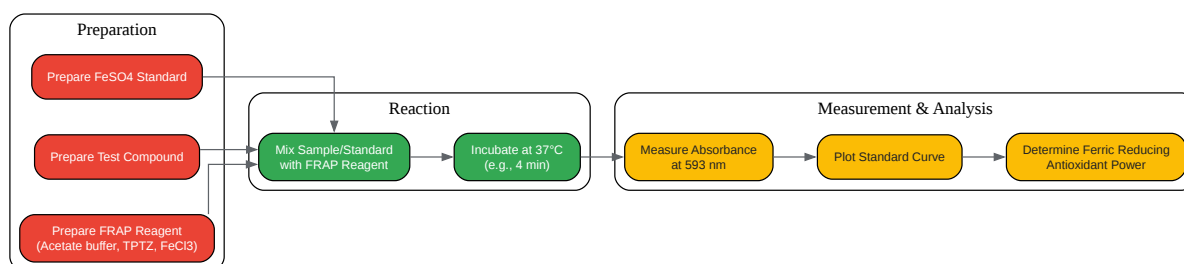 Preparation
Prepare FeSO4 Standard
Prepare Test Compound
Prepare FRAP Reagent
(Acetate buffer, TPTZ, FeCl3)
Reaction
Mix Sample/Standard
with FRAP Reagent
Incubate at 37°C
(e.g., 4 min)
Measurement & Analysis
Measure Absorbance
at 593 nm
Plot Standard Curve
Determine Ferric Reducing
Antioxidant Power